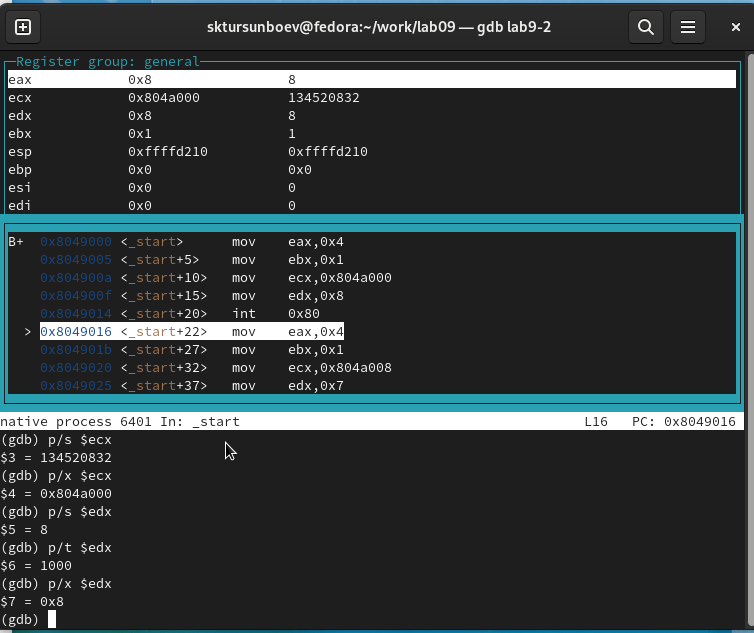 sktursunboev@fedora:~/work/lab09 — gdb lab9-2
Register group: general
eax 0x8 8
ecx 0x804a000 134520832
edx 0x8 8
ebx 0x1 1
esp 0xffffd210 0xffffd210
ebp 0x0 0x0
esi 0x0 0
edi 0x0 0
B+ 0x8049000 <_start> mov eax,0x4
0x8049005 <_start+5> mov ebx,0x1
0x804900a <_start+10> mov ecx,0x804a000
0x804900f <_start+15> mov edx,0x8
0x8049014 <_start+20> int 0x80
> 0x8049016 <_start+22> mov eax,0x4
0x804901b <_start+27> mov ebx,0x1
0x8049020 <_start+32> mov ecx,0x804a008
0x8049025 <_start+37> mov edx,0x7
native process 6401 In: _start L16 PC: 0x8049016
(gdb) p/s $ecx
$3 = 134520832
(gdb) p/x $ecx
$4 = 0x804a000
(gdb) p/s $edx
$5 = 8
(gdb) p/t $edx
$6 = 1000
(gdb) p/x $edx
$7 = 0x8
(gdb)